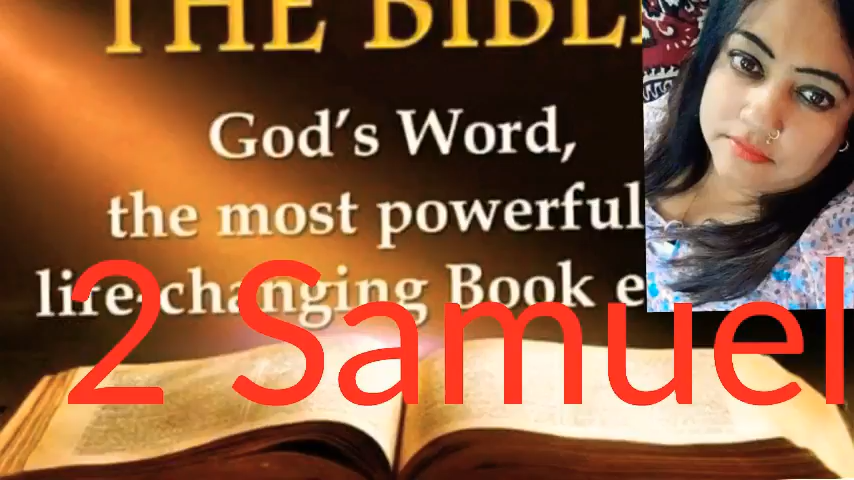 THE BIBL
God's Word,
the most powerful
life-changing Book e
2 Samuel